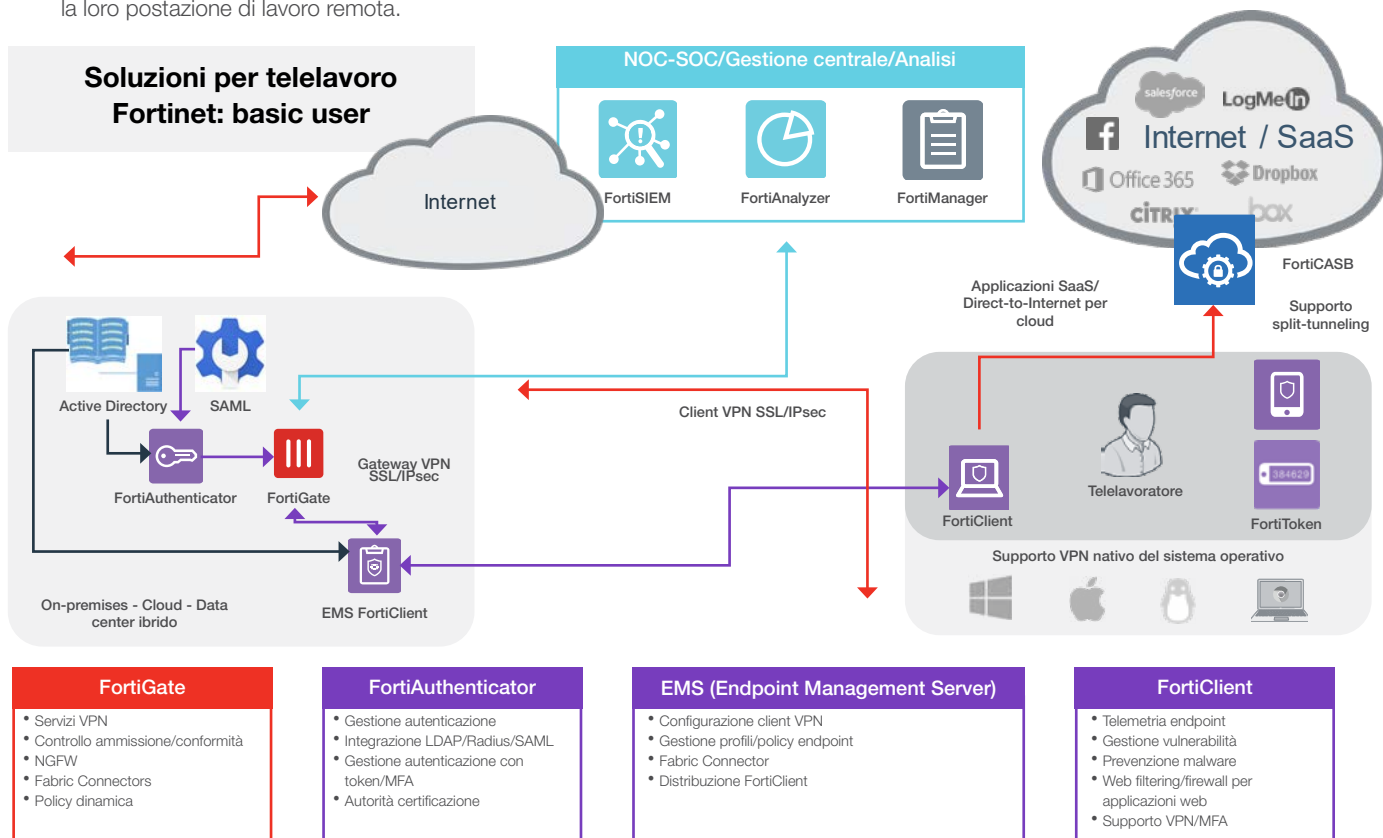 la loro postazione di lavoro remota.
Soluzioni per telelavoro
Fortinet: basic user
NOC-SOC/Gestione centrale/Analisi
FortiSIEM
FortiAnalyzer
FortiManager
Internet
salesforce
LogMeIn
Internet / SaaS
Office 365
Dropbox
CİTRIX
box
FortiCASB
Applicazioni SaaS/
Direct-to-Internet per
cloud
Supporto
split-tunneling
Active Directory
SAML
FortiAuthenticator
FortiGate
Gateway VPN
SSL/IPsec
EMS FortiClient
On-premises - Cloud - Data
center ibrido
Client VPN SSL/IPsec
FortiClient
Telelavoratore
384629
FortiToken
Supporto VPN nativo del sistema operativo
FortiGate
• Servizi VPN
• Controllo ammissione/conformità
• NGFW
• Fabric Connectors
• Policy dinamica
FortiAuthenticator
• Gestione autenticazione
• Integrazione LDAP/Radius/SAML
• Gestione autenticazione con
token/MFA
• Autorità certificazione
EMS (Endpoint Management Server)
• Configurazione client VPN
• Gestione profili/policy endpoint
• Fabric Connector
• Distribuzione FortiClient
FortiClient
• Telemetria endpoint
• Gestione vulnerabilità
• Prevenzione malware
• Web filtering/firewall per
applicazioni web
• Supporto VPN/MFA